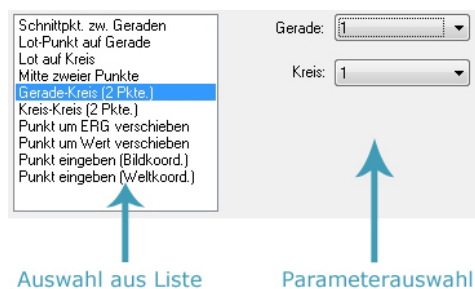 Schnittpkt. zw. Geraden
Lot-Punkt auf Gerade
Lot auf Kreis
Mitte zweier Punkte
Gerade-Kreis (2 Pkte.)
Kreis-Kreis (2 Pkte.)
Punkt um ERG verschieben
Punkt um Wert verschieben
Punkt eingeben (Bildkoord.)
Punkt eingeben (Weltkoord.)
Gerade: 1
Kreis: 1
Auswahl aus Liste
Parameterauswahl